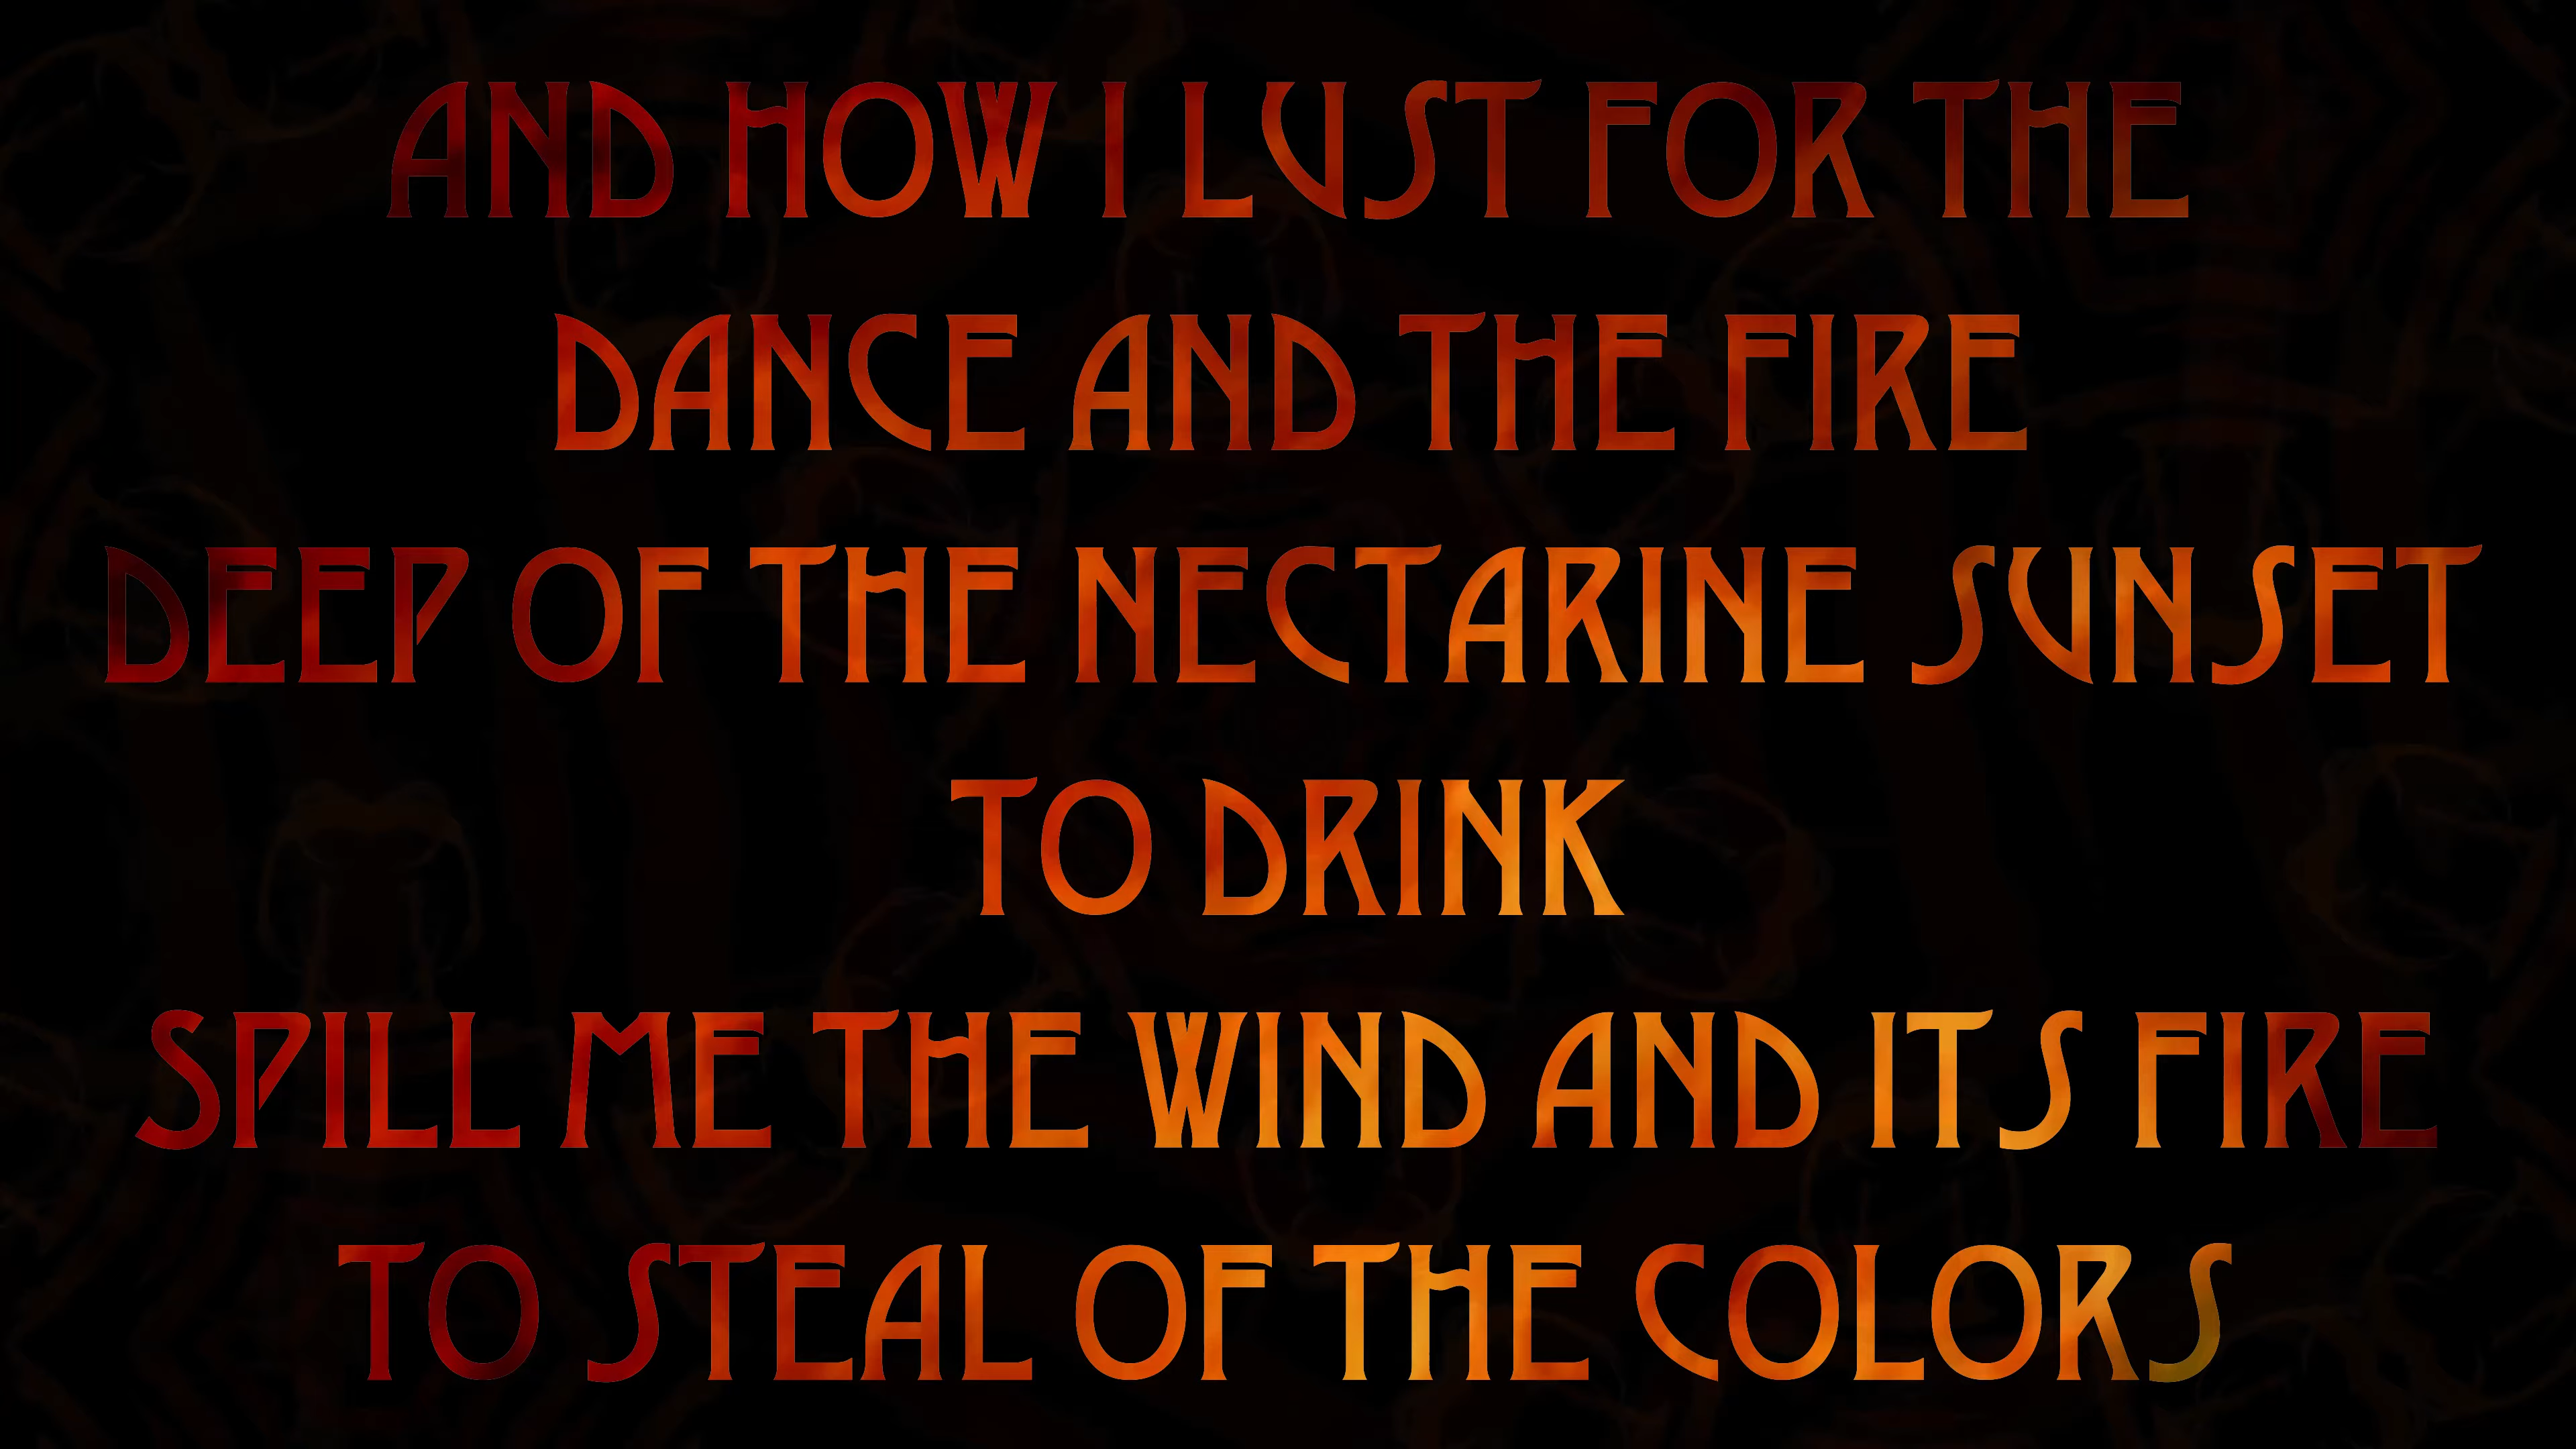 AND HOW I LUST FOR THE
DANCE AND THE FIRE
DEEP OF THE NECTARINE SUNSET
TO DRINK
SPILL ME THE WIND AND ITS FIRE
TO STEAL OF THE COLORS